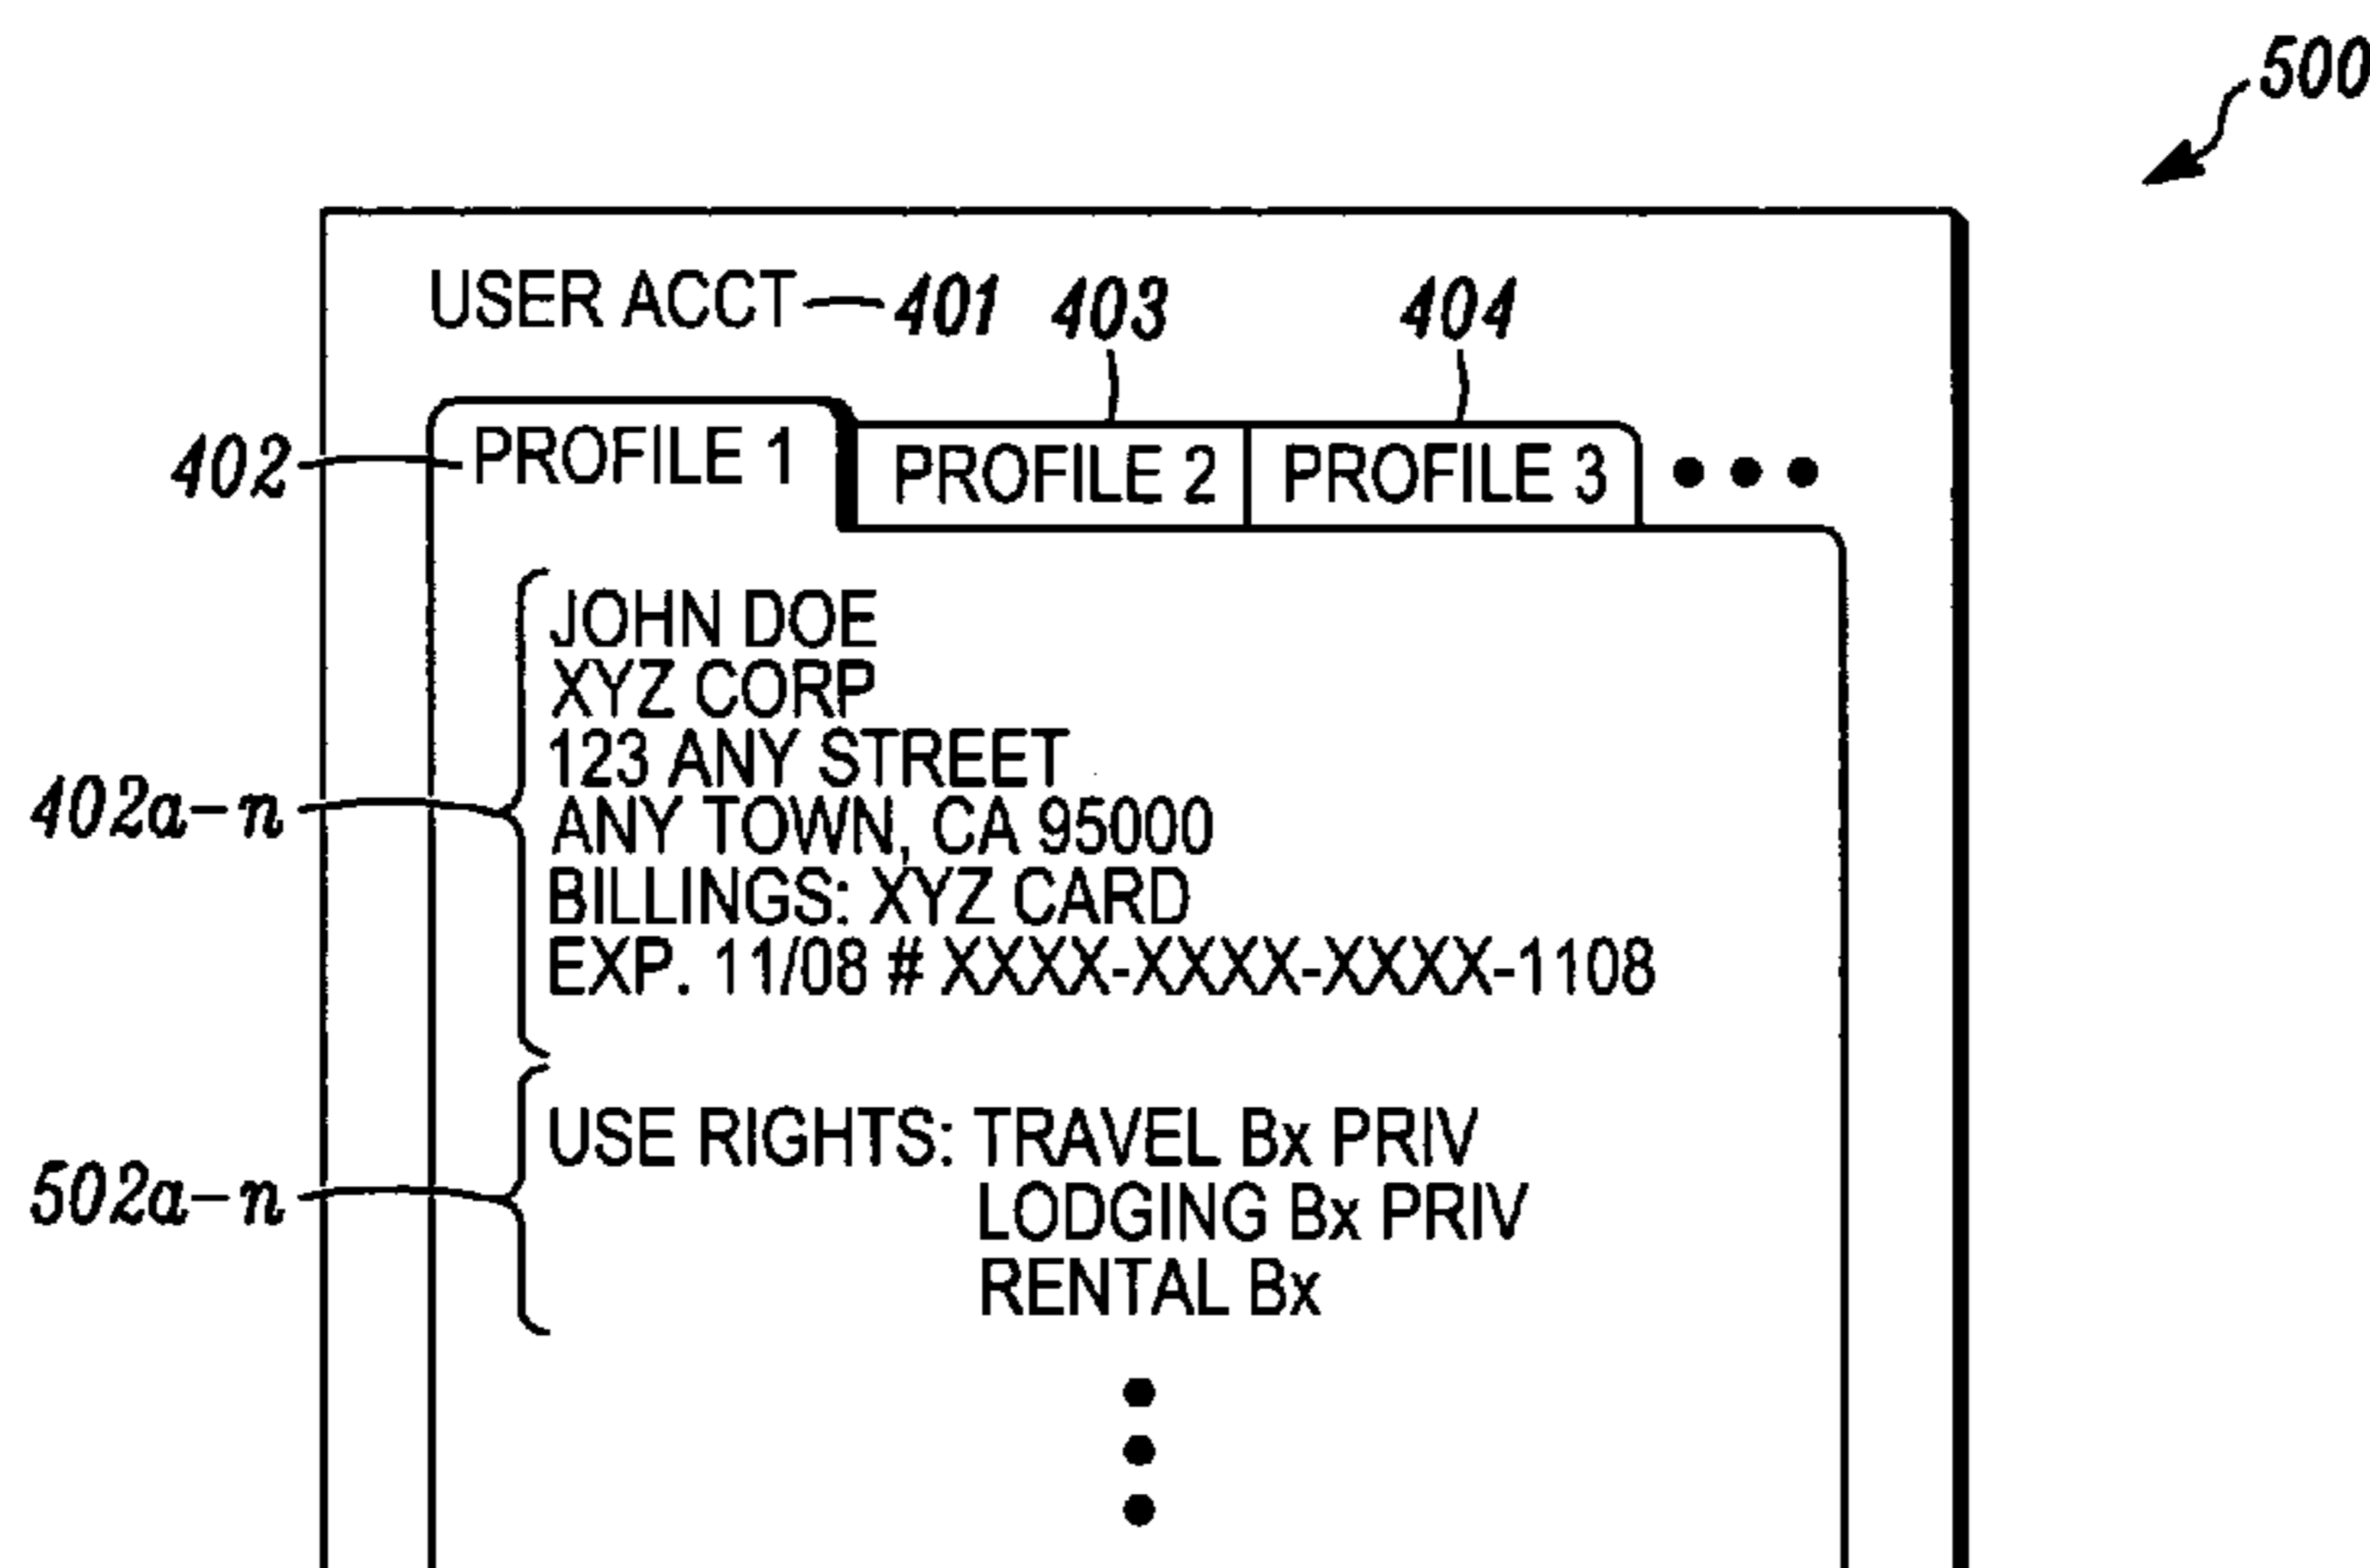 500
USER ACCT 401 403 404
402 PROFILE 1 PROFILE 2 PROFILE 3
JOHN DOE
XYZ CORP
123 ANY STREET
402a-n
ANY TOWN, CA 95000
BILLINGS: XYZ CARD
EXP. 11/08 # XXXX-XXXX-XXXX-1108
USE RIGHTS: TRAVEL Bx PRIV
502a-n
LODGING Bx PRIV
RENTAL Bx